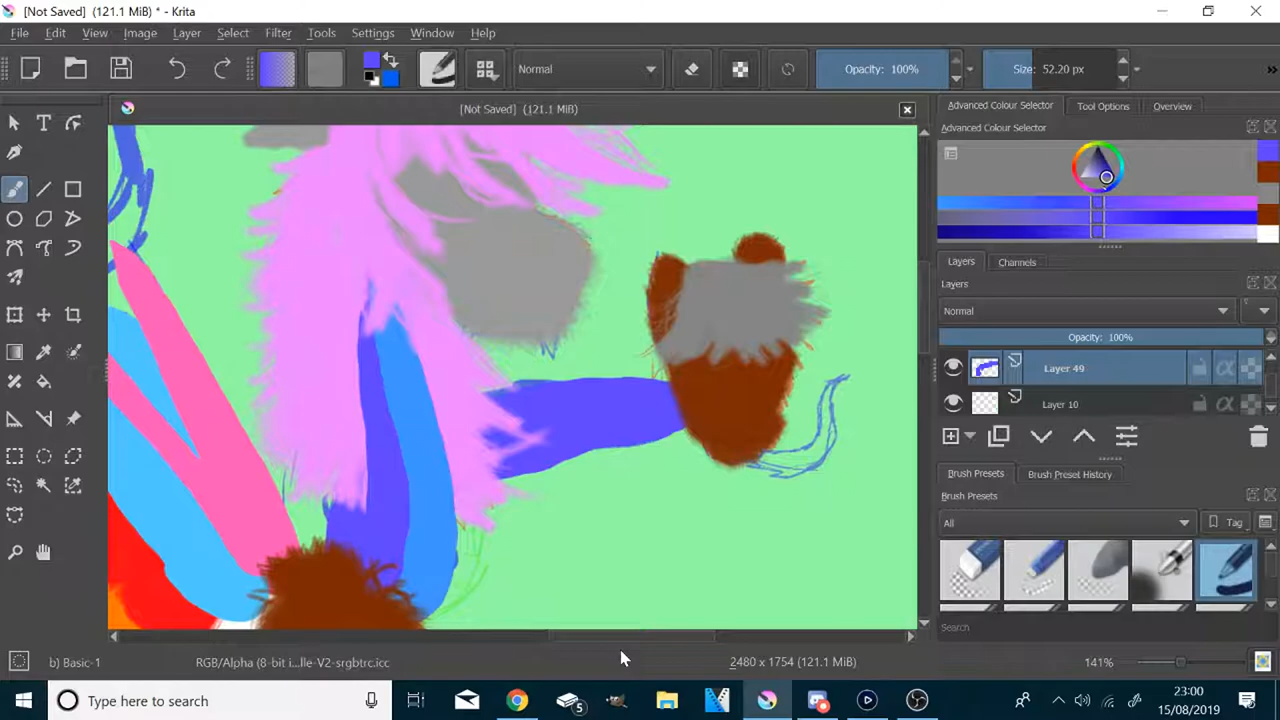 [Not Saved] (121.1 MiB) * - Krita
File Edit View Image Layer Select Filter Tools Settings Window Help
Normal Opacity: 100% Size: 52.20 px
[Not Saved] (121.1 MiB)
Advanced Colour Selector Tool Options Overview
Advanced Colour Selector
Layers Channels
Layers
Normal
Opacity: 100%
Layer 49
Layer 10
Brush Presets Brush Preset History
Brush Presets
All Tag
Search
b) Basic-1 RGB/Alpha (8-bit i...lle-V2-srgbtrc.icc 2480 x 1754 (121.1 MiB) 141%
Type here to search 5 23:00
15/08/2019